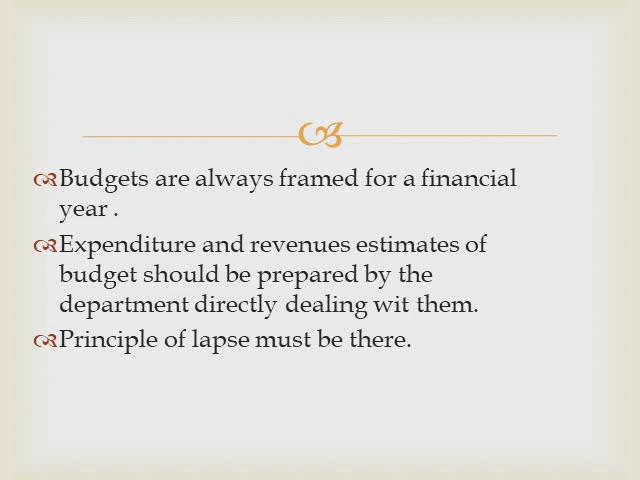 Budgets are always framed for a financial
year .
Expenditure and revenues estimates of
budget should be prepared by the
department directly dealing wit them.
Principle of lapse must be there.